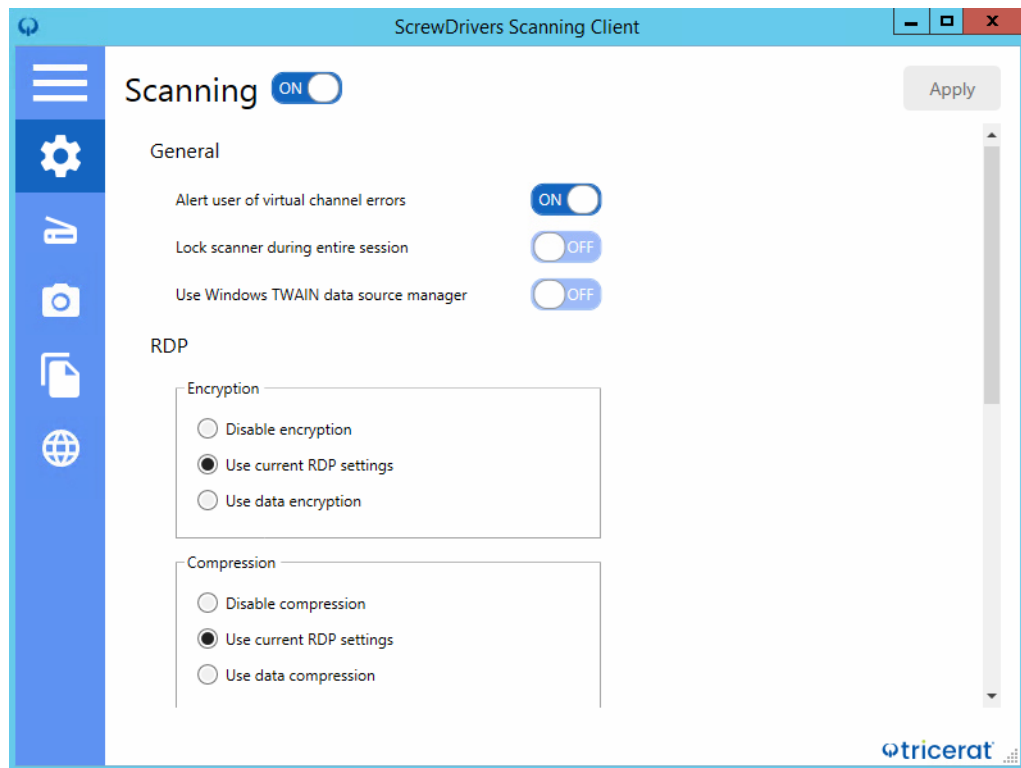 ScrewDrivers Scanning Client
Scanning ON
Apply
General
Alert user of virtual channel errors ON
Lock scanner during entire session OFF
Use Windows TWAIN data source manager OFF
RDP
Encryption
Disable encryption
Use current RDP settings
Use data encryption
Compression
Disable compression
Use current RDP settings
Use data compression
tricerat